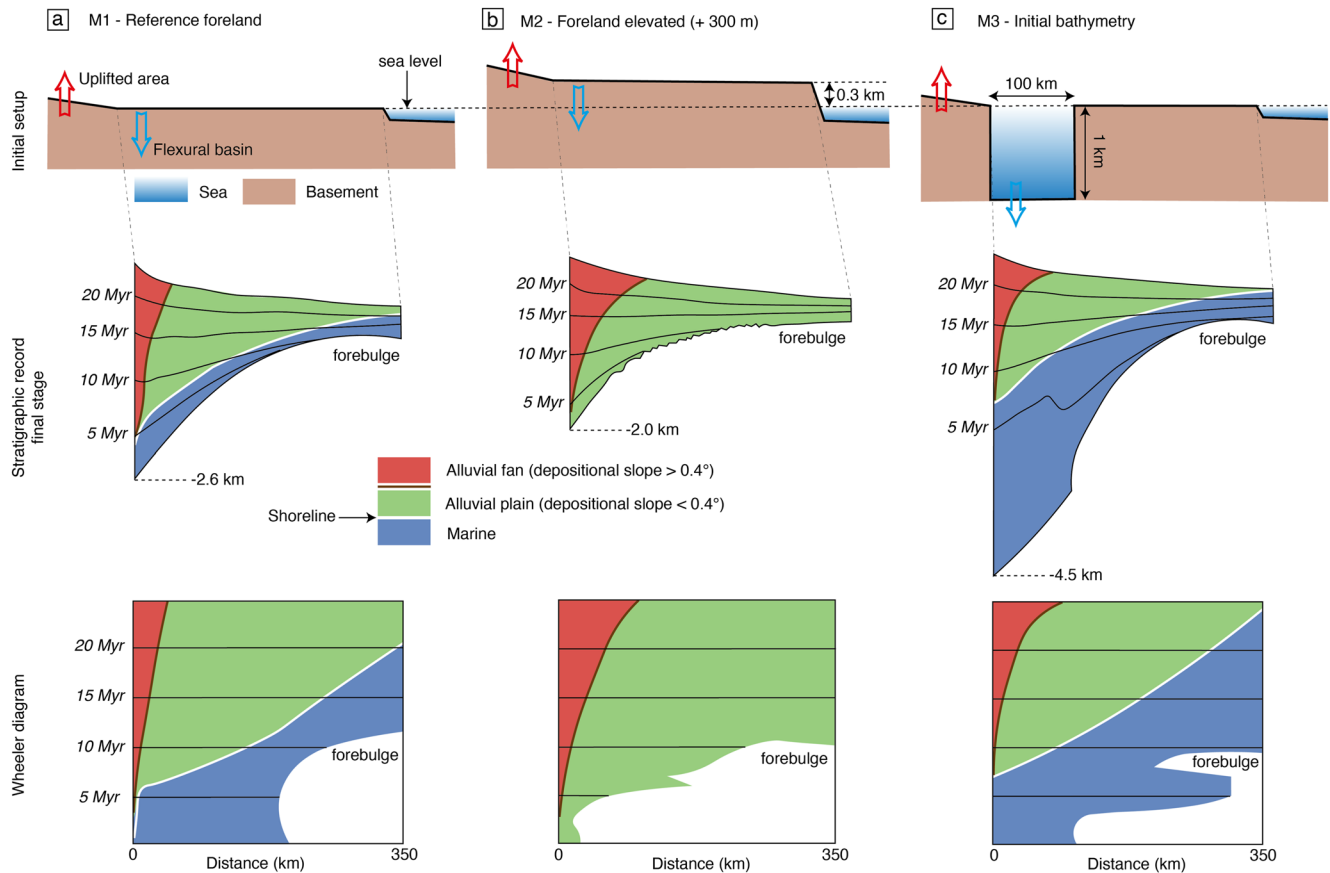 a M1 - Reference foreland
b M2 - Foreland elevated (+ 300 m)
c M3 - Initial bathymetry
Initial setup
Uplifted area
sea level
Flexural basin
Sea
Basement
0.3 km
100 km
1 km
Stratigraphic record
final stage
20 Myr
15 Myr
10 Myr
5 Myr
forebulge
-2.6 km
20 Myr
15 Myr
10 Myr
5 Myr
forebulge
-2.0 km
20 Myr
15 Myr
10 Myr
5 Myr
forebulge
-4.5 km
Alluvial fan (depositional slope > 0.4°)
Alluvial plain (depositional slope < 0.4°)
Shoreline
Marine
Wheeler diagram
20 Myr
15 Myr
10 Myr
5 Myr
forebulge
0
Distance (km)
350
forebulge
0
Distance (km)
350
forebulge
0
Distance (km)
350